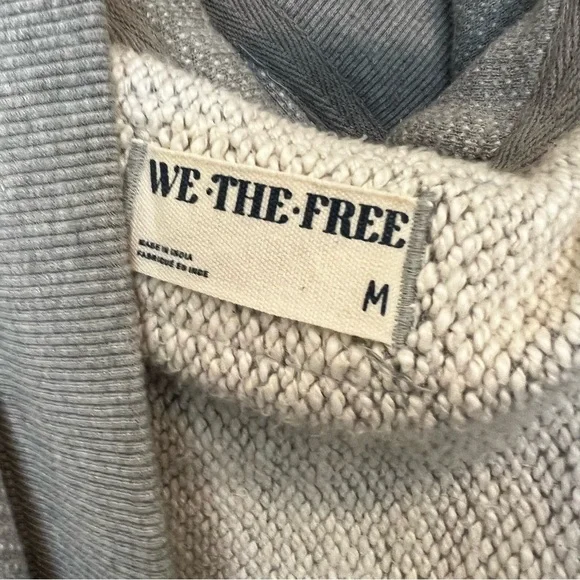 WE·THE·FREE
MADE IN INDIA
FABRIQUÉ EN INDE
M